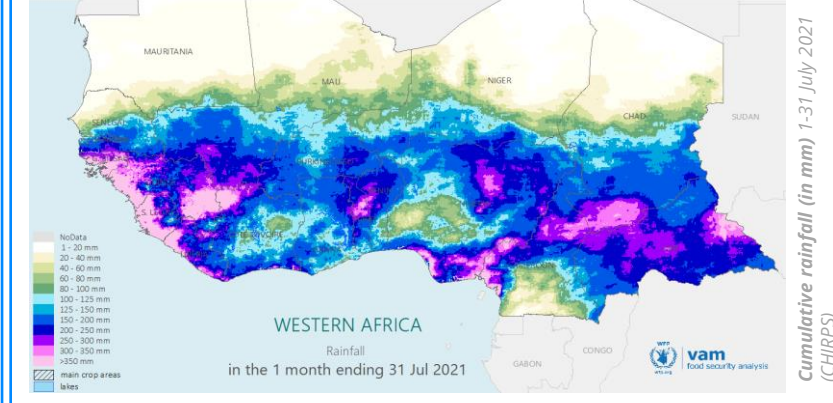 MAURITANIA
MALI
NIGER
CHAD
SUDAN
NoData
1 - 20 mm
20 - 40 mm
40 - 60 mm
60 - 80 mm
80 - 100 mm
100 - 125 mm
125 - 150 mm
150 - 200 mm
200 - 250 mm
250 - 300 mm
300 - 350 mm
>350 mm
main crop areas
lakes
WESTERN AFRICA
Rainfall
in the 1 month ending 31 Jul 2021
GABON
CONGO
WFP
wfp.org
vam
food security analysis
Cumulative rainfall (in mm) 1-31 July 2021
(CHIRPS)